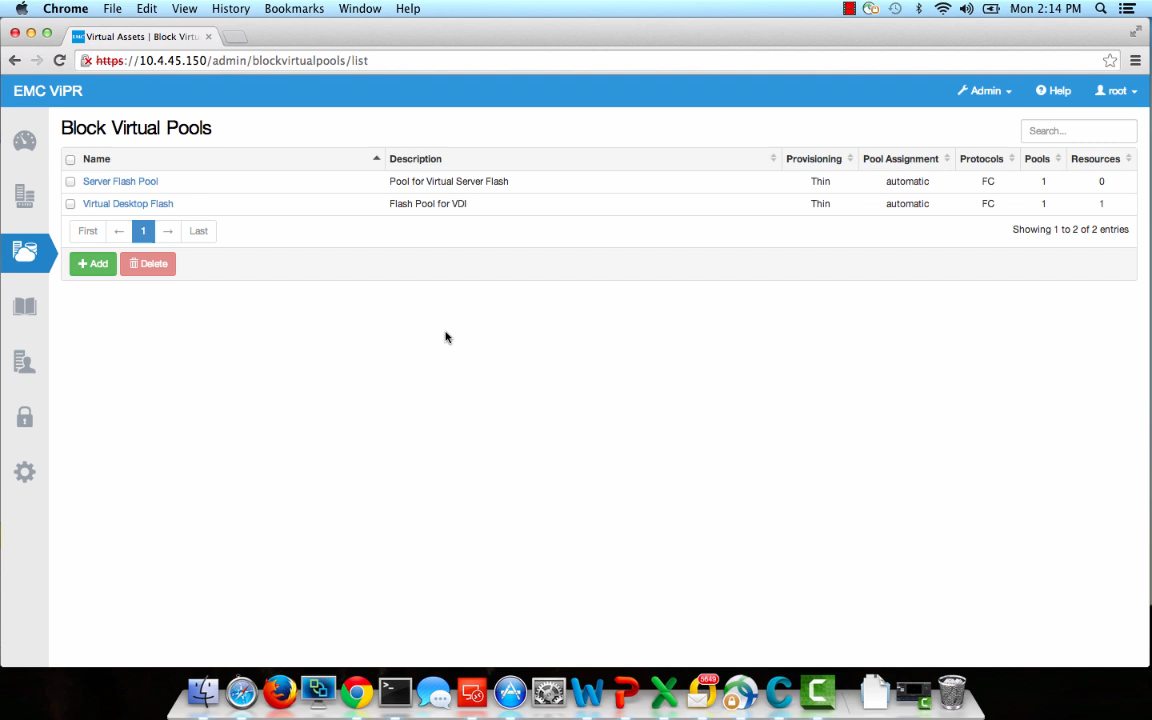 Chrome File Edit View History Bookmarks Window Help Mon 2:14 PM
EMC Virtual Assets | Block Virtu
https://10.4.45.150/admin/blockvirtualpools/list
EMC ViPR Admin Help root
Block Virtual Pools Search...
Name Description Provisioning Pool Assignment Protocols Pools Resources
Server Flash Pool Pool for Virtual Server Flash Thin automatic FC 1 0
Virtual Desktop Flash Flash Pool for VDI Thin automatic FC 1 1
First ← 1 → Last Showing 1 to 2 of 2 entries
+ Add Delete
5649